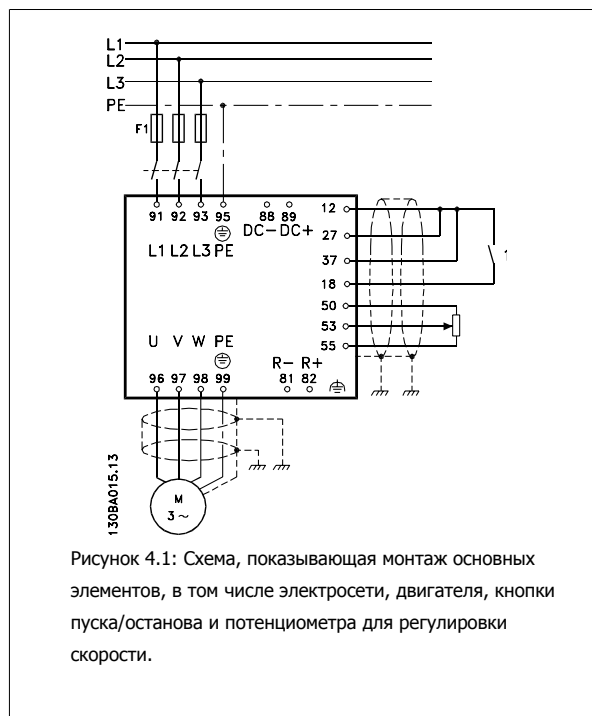 L1
L2
L3
PE
F1
91 92 93 95 88 89
DC- DC+
L1 L2 L3 PE
12
27
37
18
50
53
55
U V W PE
R- R+
96 97 98 99 81 82
M
3 ~
130BA015.13
Рисунок 4.1: Схема, показывающая монтаж основных
элементов, в том числе электросети, двигателя, кнопки
пуска/останова и потенциометра для регулировки
скорости.